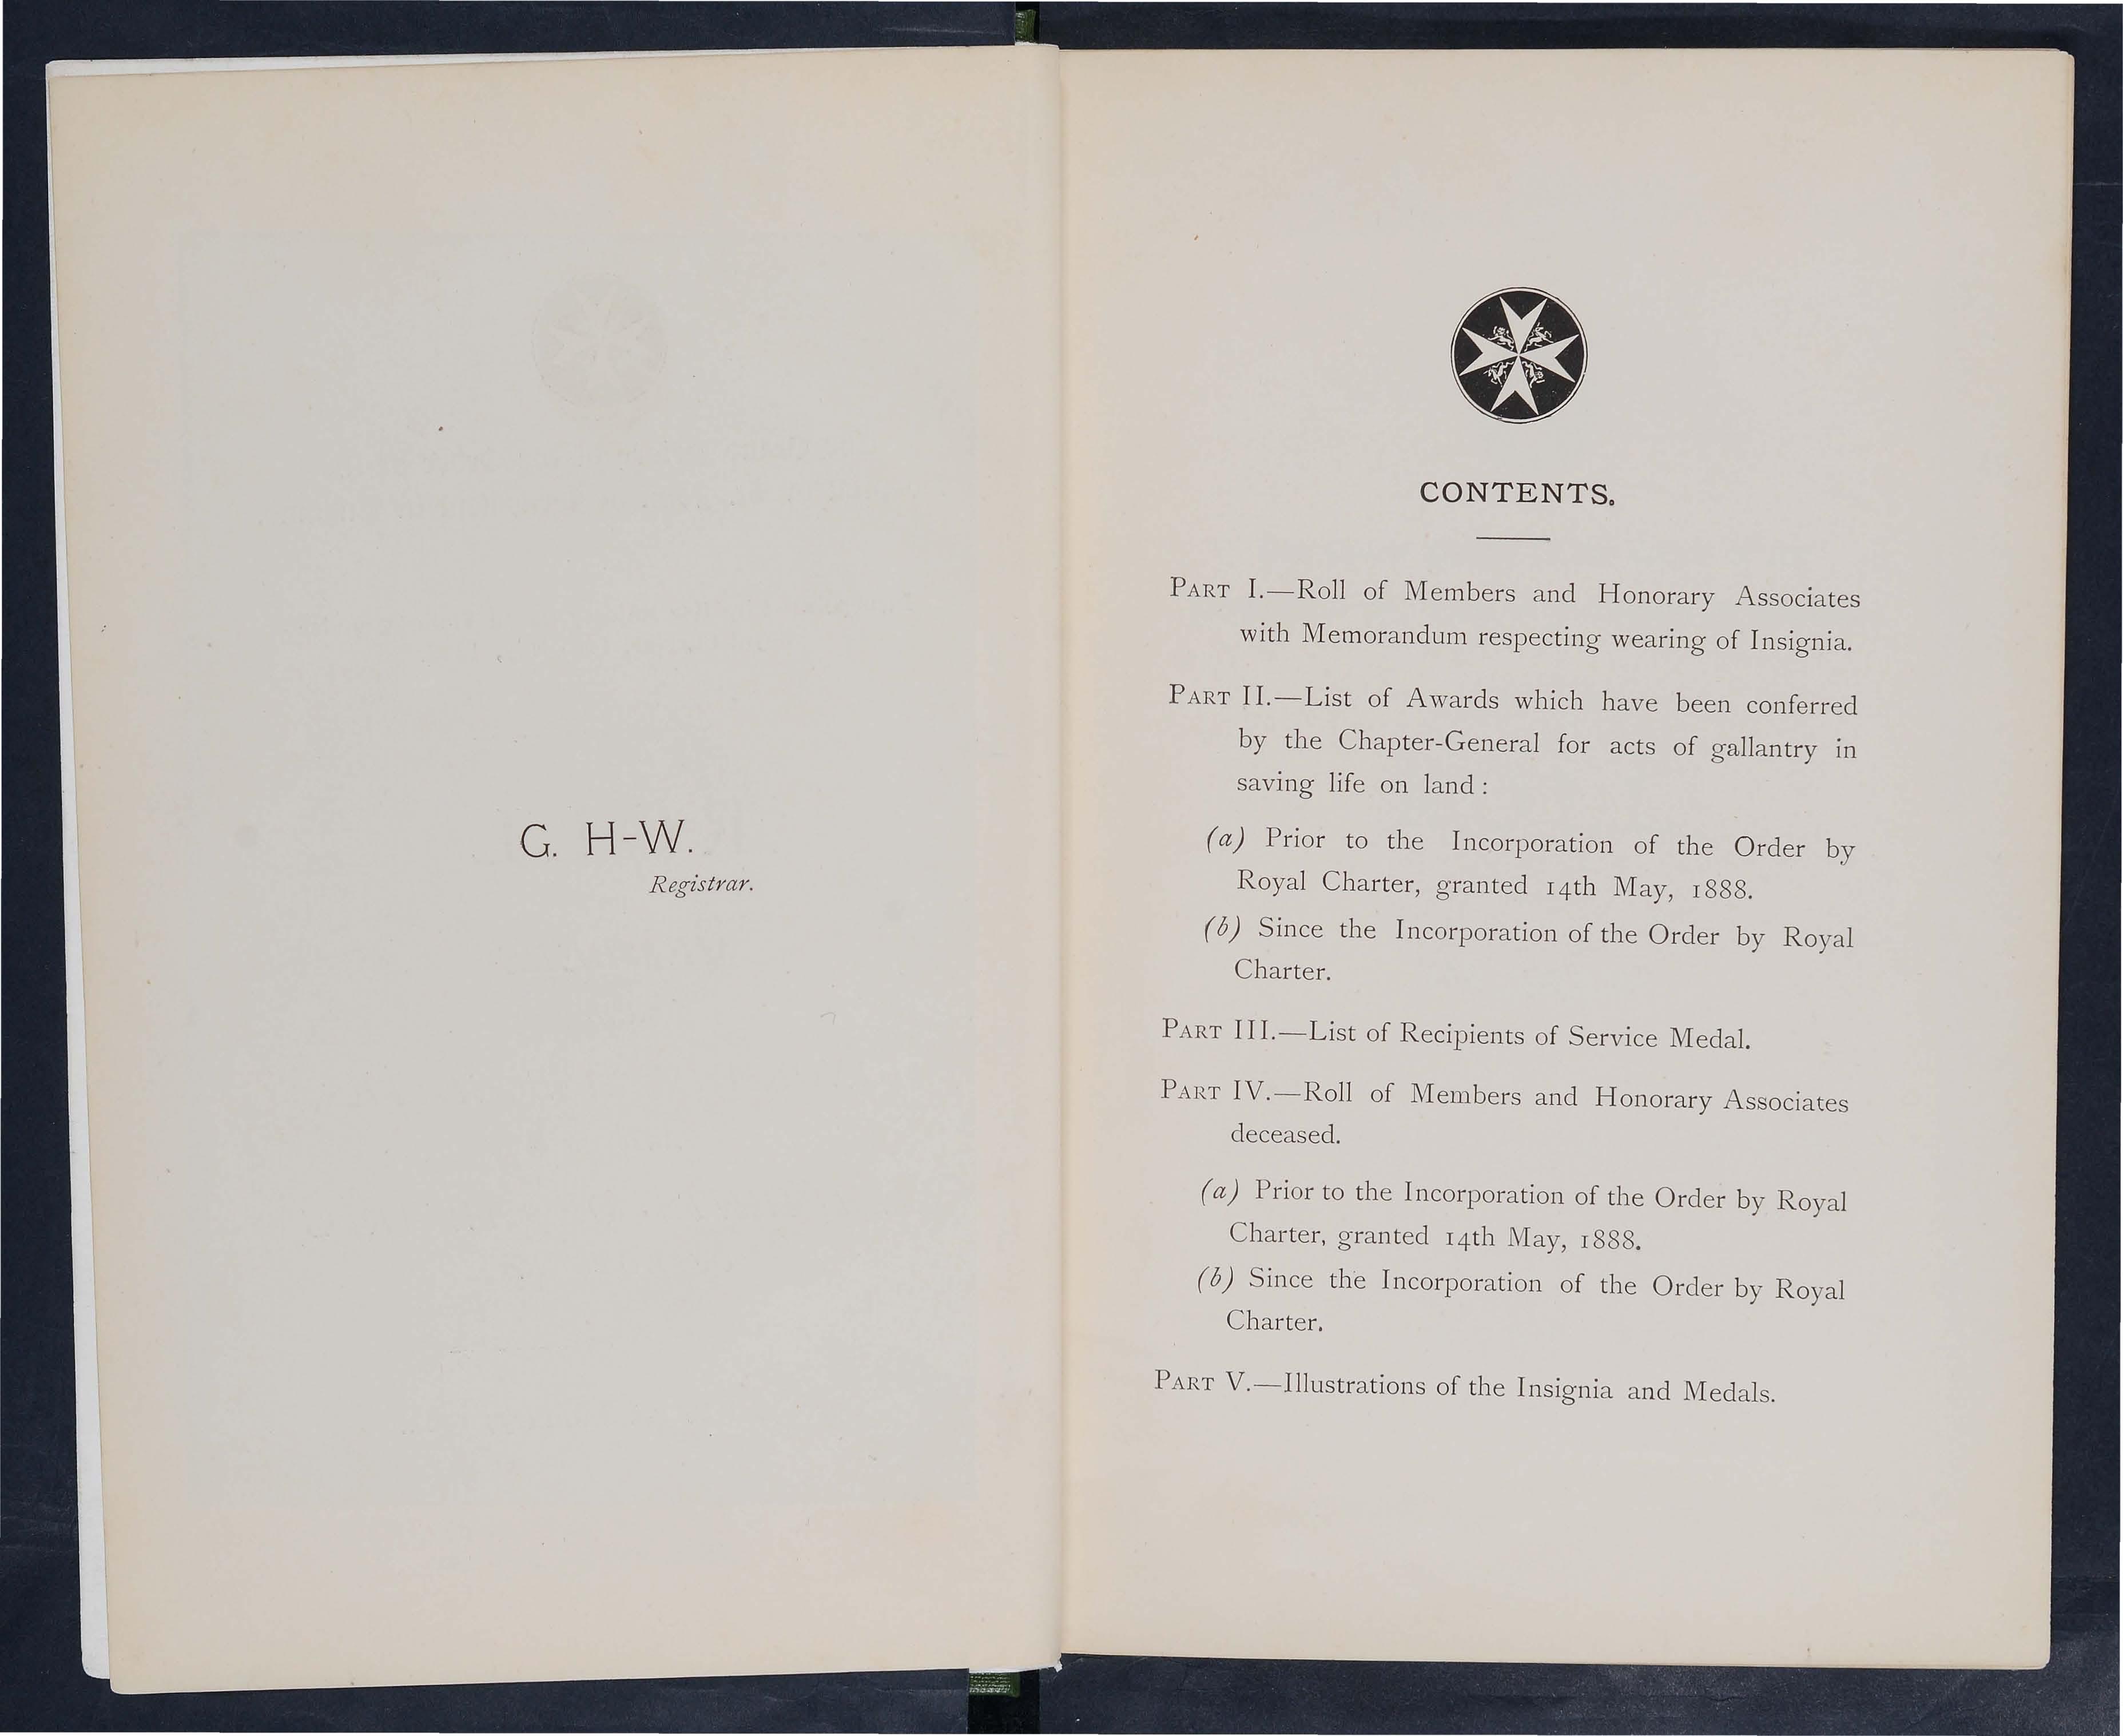 G. H-W.
Registrar.
CONTENTS.
PART I.—Roll of Members and Honorary Associates
with Memorandum respecting wearing of Insignia.
PART II.—List of Awards which have been conferred
by the Chapter-General for acts of gallantry in
saving life on land :
(a) Prior to the Incorporation of the Order by
Royal Charter, granted 14th May, 1888.
(b) Since the Incorporation of the Order by Royal
Charter.
PART III.—List of Recipients of Service Medal.
PART IV.—Roll of Members and Honorary Associates
deceased.
(a) Prior to the Incorporation of the Order by Royal
Charter, granted 14th May, 1888.
(b) Since the Incorporation of the Order by Royal
Charter.
PART V.—Illustrations of the Insignia and Medals.